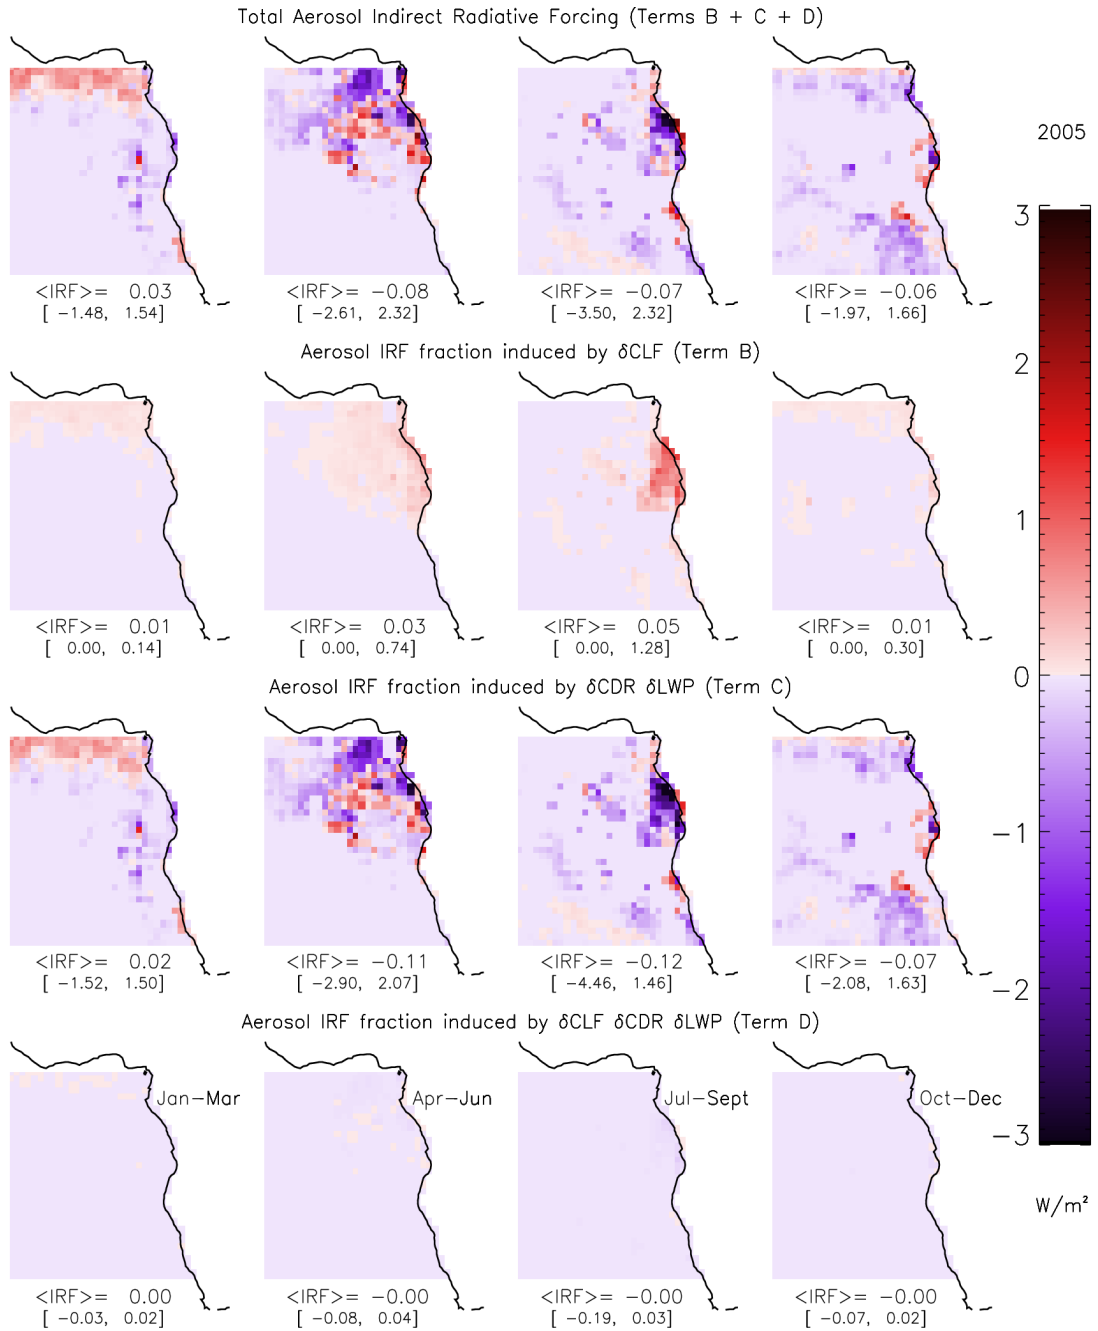 Total Aerosol Indirect Radiative Forcing (Terms B + C + D)
2005
<IRF>= 0.03 <IRF>= −0.08 <IRF>= −0.07 <IRF>= −0.06
[ −1.48, 1.54] [ −2.61, 2.32] [ −3.50, 2.32] [ −1.97, 1.66]
Aerosol IRF fraction induced by δCLF (Term B)
<IRF>= 0.01 <IRF>= 0.03 <IRF>= 0.05 <IRF>= 0.01
[ 0.00, 0.14] [ 0.00, 0.74] [ 0.00, 1.28] [ 0.00, 0.30]
Aerosol IRF fraction induced by δCDR δLWP (Term C)
<IRF>= 0.02 <IRF>= −0.11 <IRF>= −0.12 <IRF>= −0.07
[ −1.52, 1.50] [ −2.90, 2.07] [ −4.46, 1.46] [ −2.08, 1.63]
Aerosol IRF fraction induced by δCLF δCDR δLWP (Term D)
Jan−Mar Apr−Jun Jul−Sept Oct−Dec
<IRF>= 0.00 <IRF>= −0.00 <IRF>= −0.00 <IRF>= −0.00
[ −0.03, 0.02] [ −0.08, 0.04] [ −0.19, 0.03] [ −0.07, 0.02]
3
2
1
0
−1
−2
−3
W/m²